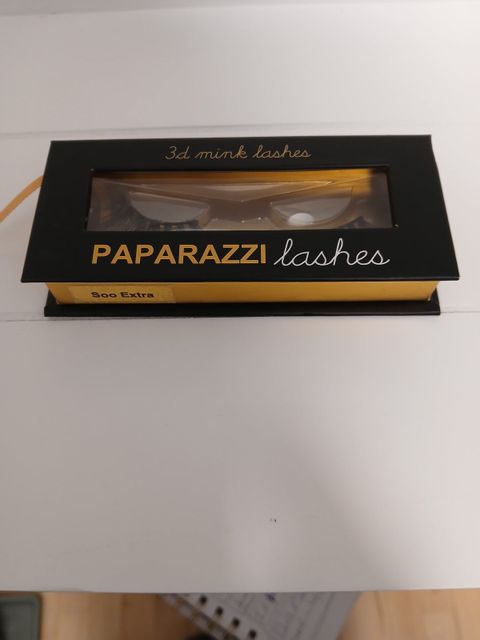 3d mink lashes
PAPARAZZI lashes
Soo Extra